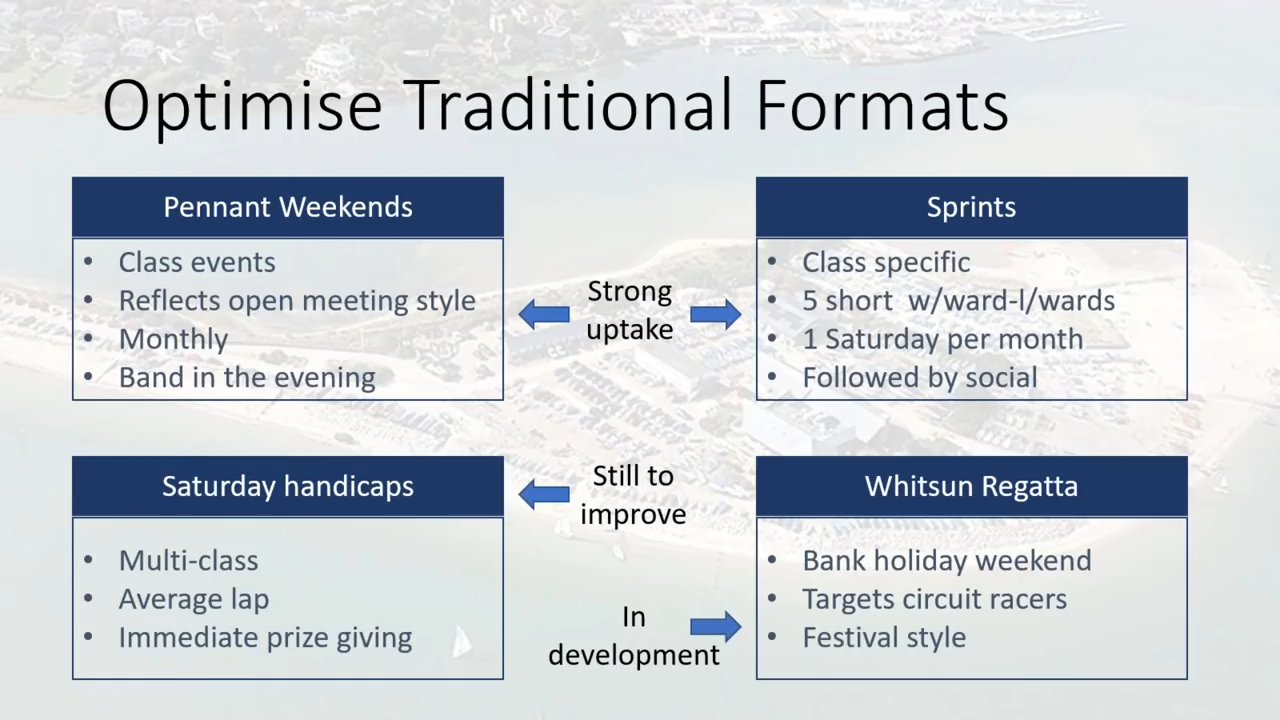 Optimise Traditional Formats
Pennant Weekends
• Class events
• Reflects open meeting style
• Monthly
• Band in the evening
Strong
uptake
Sprints
• Class specific
• 5 short  w/ward-l/wards
• 1 Saturday per month
• Followed by social
Saturday handicaps
• Multi-class
• Average lap
• Immediate prize giving
Still to
improve
In
development
Whitsun Regatta
• Bank holiday weekend
• Targets circuit racers
• Festival style